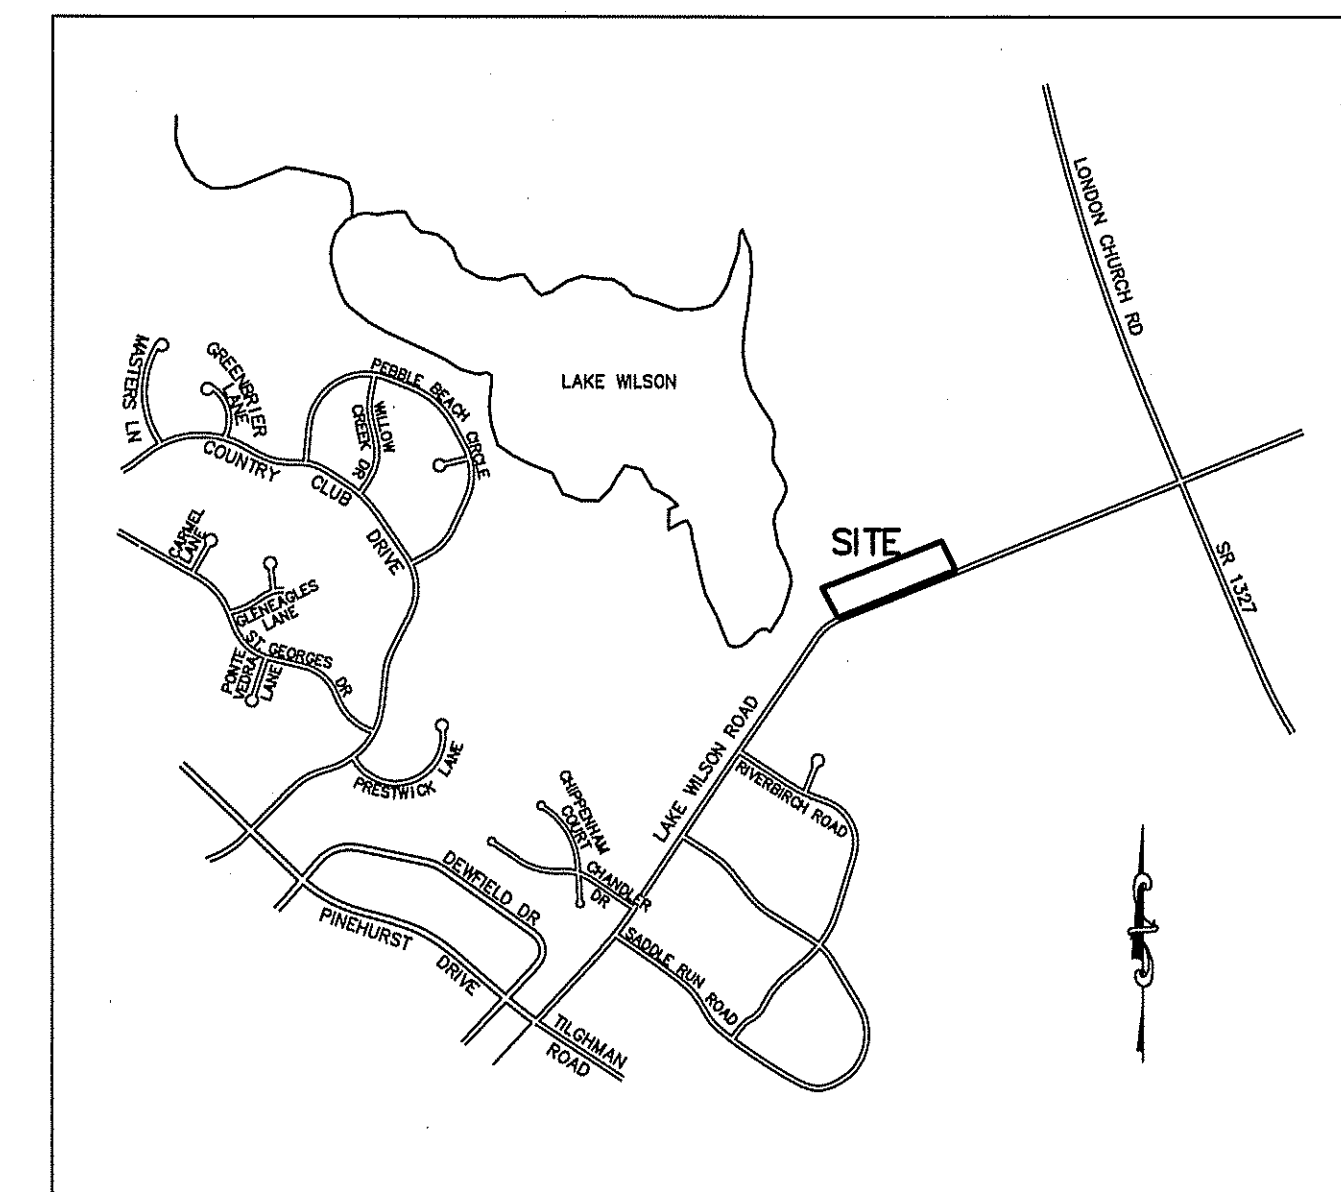 LONDON CHURCH RD
MASTERS LN
GREENBRIER
LANE
PEBBLE BEACH CIRCLE
WILLOW
CREEK DR
LAKE WILSON
COUNTRY
CLUB
DRIVE
CARMEL
LANE
SITE
SR 1327
GLENEAGLES
LANE
ST. GEORGES
DR
PONTE
VEDRA
LANE
LAKE WILSON ROAD
PRESTWICK LANE
RIVERBIRCH ROAD
CHIPPENHAM
COURT
CHANDLER
DR
DEWFIELD DR
PINEHURST
DRIVE
SADDLE RUN ROAD
TILGHMAN
ROAD